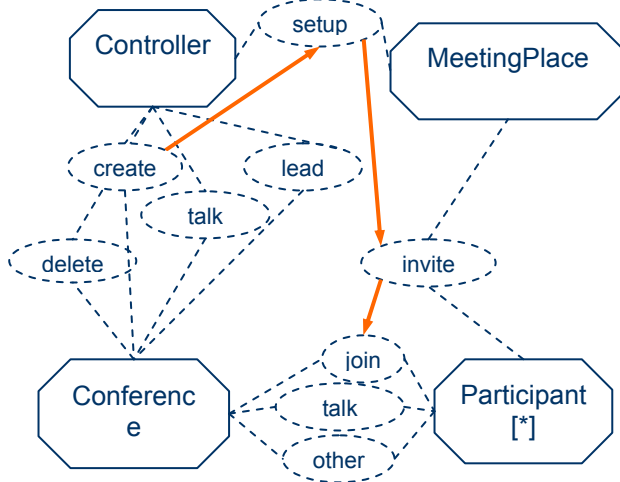 setup
Controller
MeetingPlace
create
lead
talk
delete
invite
join
Conferenc
e
talk
Participant
[*]
other